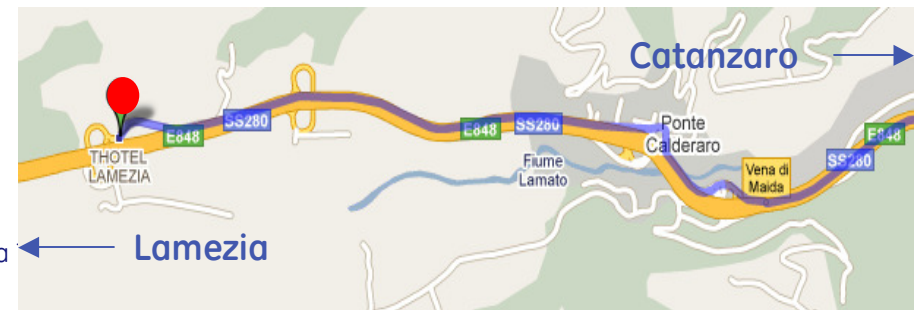 Catanzaro
E848
SS280
E848
SS280
Ponte
Calderaro
E848
SS280
THOTEL
LAMEZIA
Fiume
Lamato
Vena di
Maida
a
Lamezia